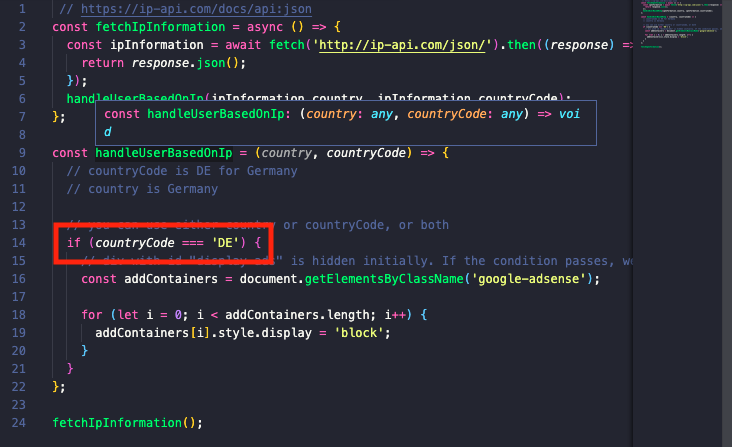 1 // https://ip-api.com/docs/api:json
2 const fetchIpInformation = async () => {
3 const ipInformation = await fetch('http://ip-api.com/json/').then((response) =>
4 return response.json();
5 });
6 handleUserBasedOnIp(ipInformation.country, ipInformation.countryCode);
const handleUserBasedOnIp: (country: any, countryCode: any) => voi
d
7 };
8
9 const handleUserBasedOnIp = (country, countryCode) => {
10 // countryCode is DE for Germany
11 // country is Germany
12
13 // you can use either country or countryCode, or both
14 if (countryCode === 'DE') {
15 // div with id "display-ads" is hidden initially. If the condition passes, we
16 const addContainers = document.getElementsByClassName('google-adsense');
17
18 for (let i = 0; i < addContainers.length; i++) {
19 addContainers[i].style.display = 'block';
20 }
21 }
22 };
23
24 fetchIpInformation();